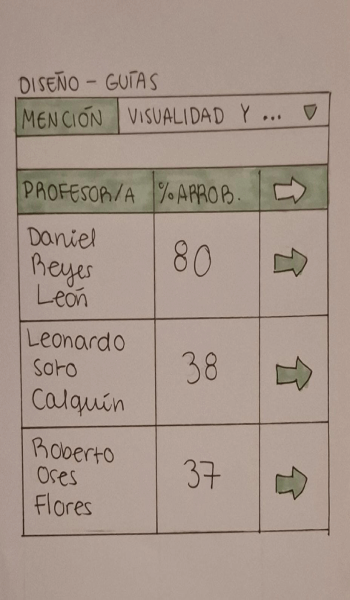 DISEÑO - GUÍAS
MENCIÓN VISUALIDAD Y ...
PROFESOR/A % APROB.
Daniel
Reyes
León
80
Leonardo
Soto
Calquín
38
Roberto
Oses
Flores
37